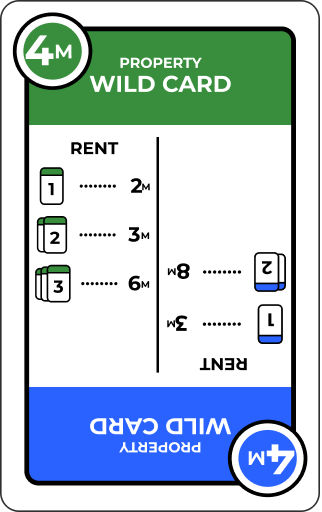 4M
PROPERTY
WILD CARD
RENT
1 ........ 2M
2 ........ 3M
3 ........ 6M
4M
PROPERTY
WILD CARD
RENT
1 ........ 3M
2 ........ 8M